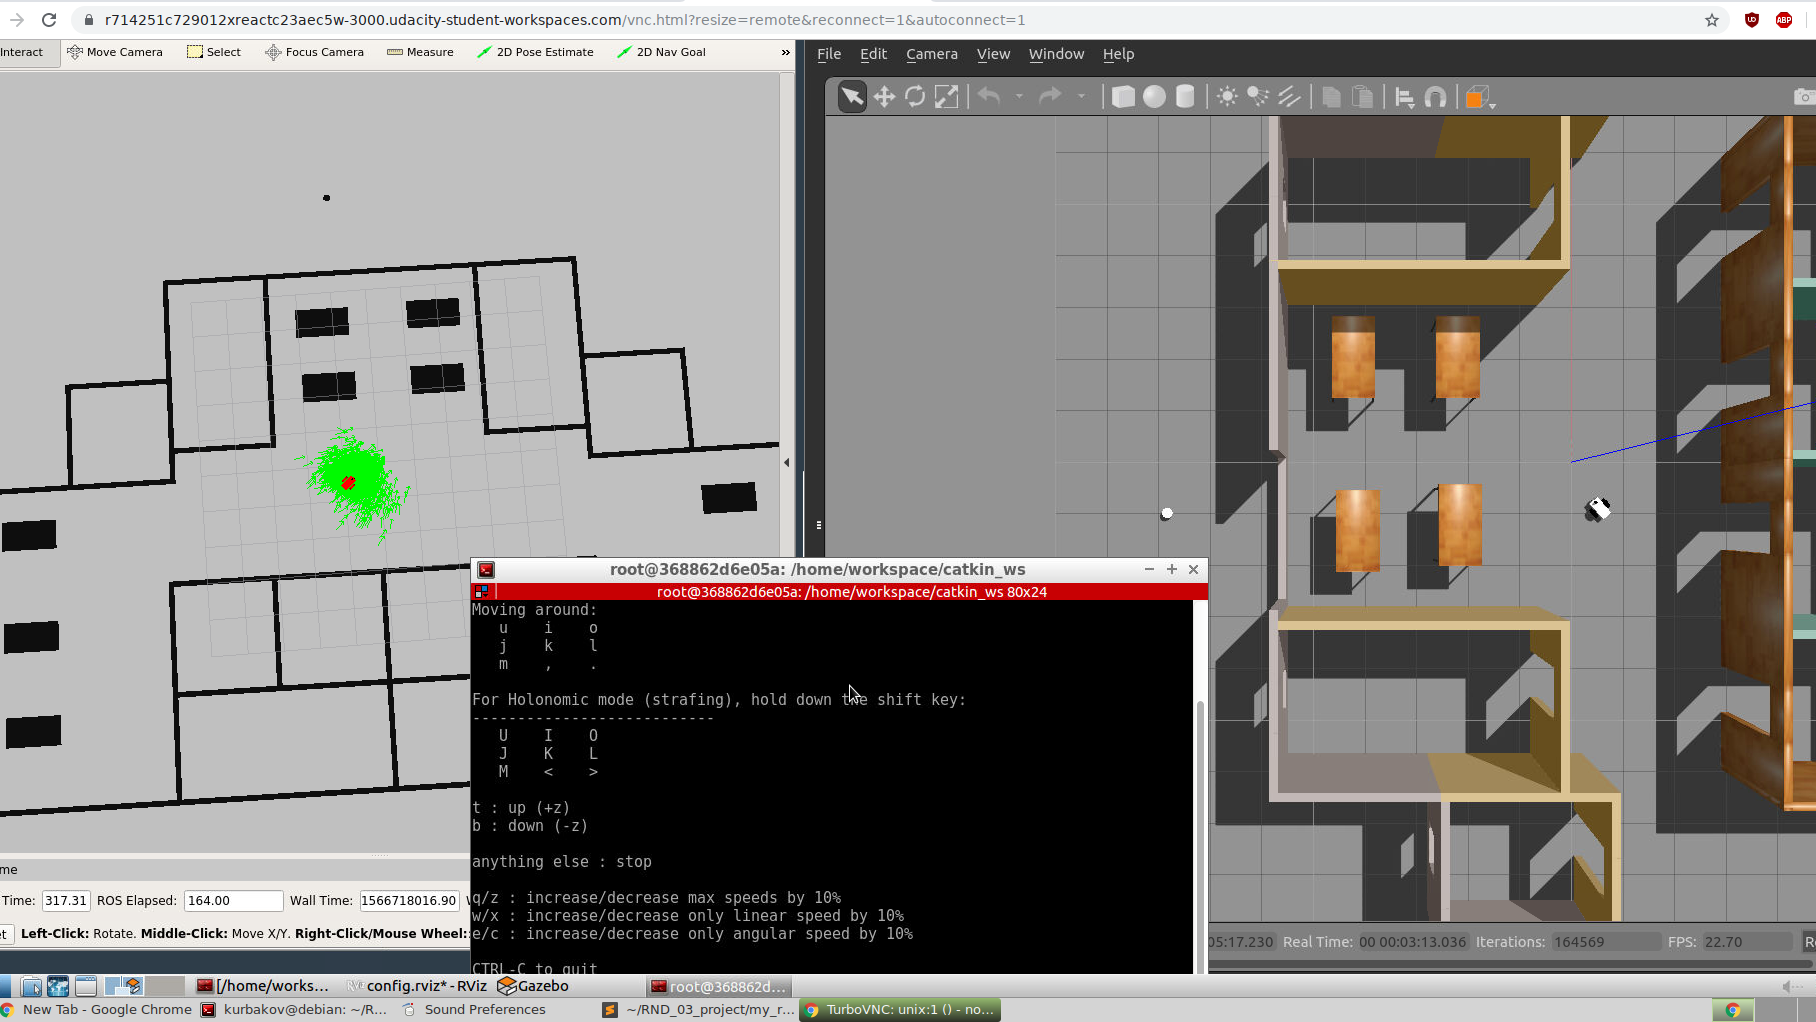 r714251c729012xreactc23aec5w-3000.udacity-student-workspaces.com/vnc.html?resize=remote&reconnect=1&autoconnect=1
Interact Move Camera Select Focus Camera Measure 2D Pose Estimate 2D Nav Goal »
File Edit Camera View Window Help
root@368862d6e05a: /home/workspace/catkin_ws
root@368862d6e05a: /home/workspace/catkin_ws 80x24
Moving around:
u i o
j k l
m , .
For Holonomic mode (strafing), hold down the shift key:
---------------------------
U I O
J K L
M < >
t : up (+z)
b : down (-z)
anything else : stop
q/z : increase/decrease max speeds by 10%
w/x : increase/decrease only linear speed by 10%
e/c : increase/decrease only angular speed by 10%
CTRL-C to quit
me
Time: 317.31 ROS Elapsed: 164.00 Wall Time: 1566718016.90
et Left-Click: Rotate. Middle-Click: Move X/Y. Right-Click/Mouse Wheel:
05:17.230 Real Time: 00 00:03:13.036 Iterations: 164569 FPS: 22.70 Re
[/home/works... config.rviz* - RViz Gazebo root@368862d...
New Tab - Google Chrome kurbakov@debian: ~/R... Sound Preferences ~/RND_03_project/my_r... TurboVNC: unix:1 () - no...